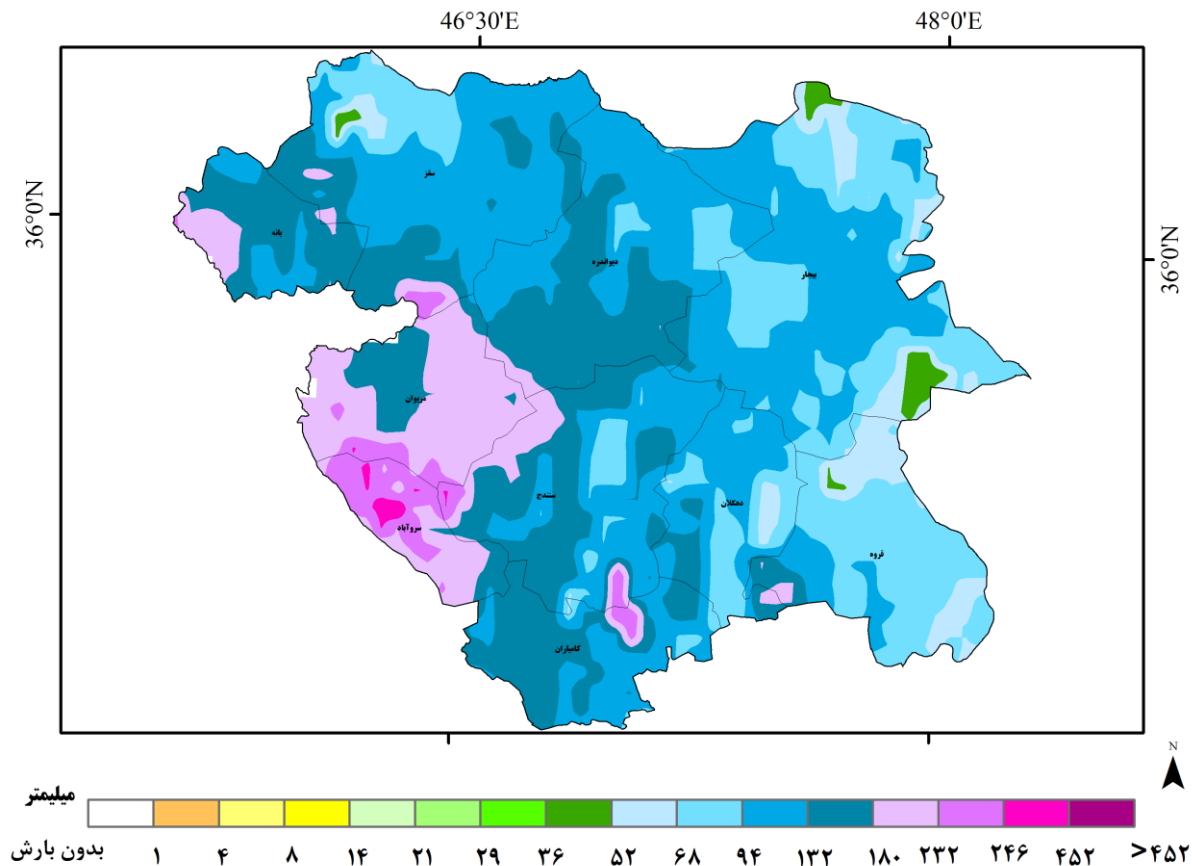 46°30'E 48°0'E
36°0'N
36°0'N
سقز
بانه
دیواندره
بیجار
مریوان
سنندج
دهگلان
سروآباد
قروه
کامیاران
N
میلیمتر
بدون بارش ۱ ۴ ۸ ۱۴ ۲۱ ۲۹ ۳۶ ۵۲ ۶۸ ۹۴ ۱۳۲ ۱۸۰ ۲۳۲ ۲۴۶ ۴۵۲ >۴۵۲